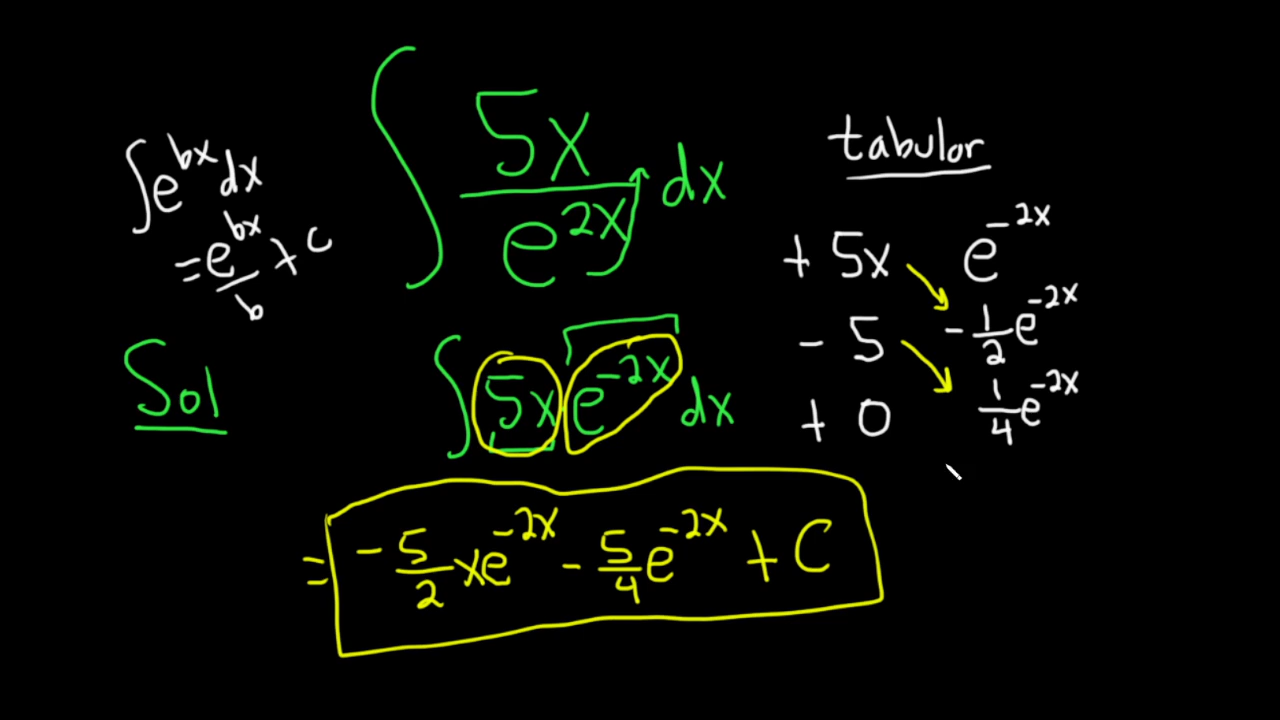 ∫ 5x/e^{2x} dx
∫e^{bx}dx
= e^{bx}/b + C
Sol
∫ 5x e^{-2x} dx
= -5/2 xe^{-2x} - 5/4 e^{-2x} + C
tabular
+ 5x e^{-2x}
- 5 -1/2 e^{-2x}
+ 0 1/4 e^{-2x}